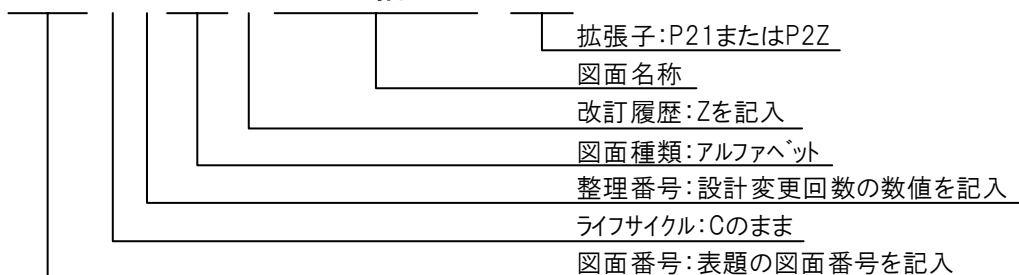 拡張子:P21またはP2Z
図面名称
改訂履歴:Zを記入
図面種類:アルファベット
整理番号:設計変更回数の数値を記入
ライフサイクル:Cのまま
図面番号:表題の図面番号を記入